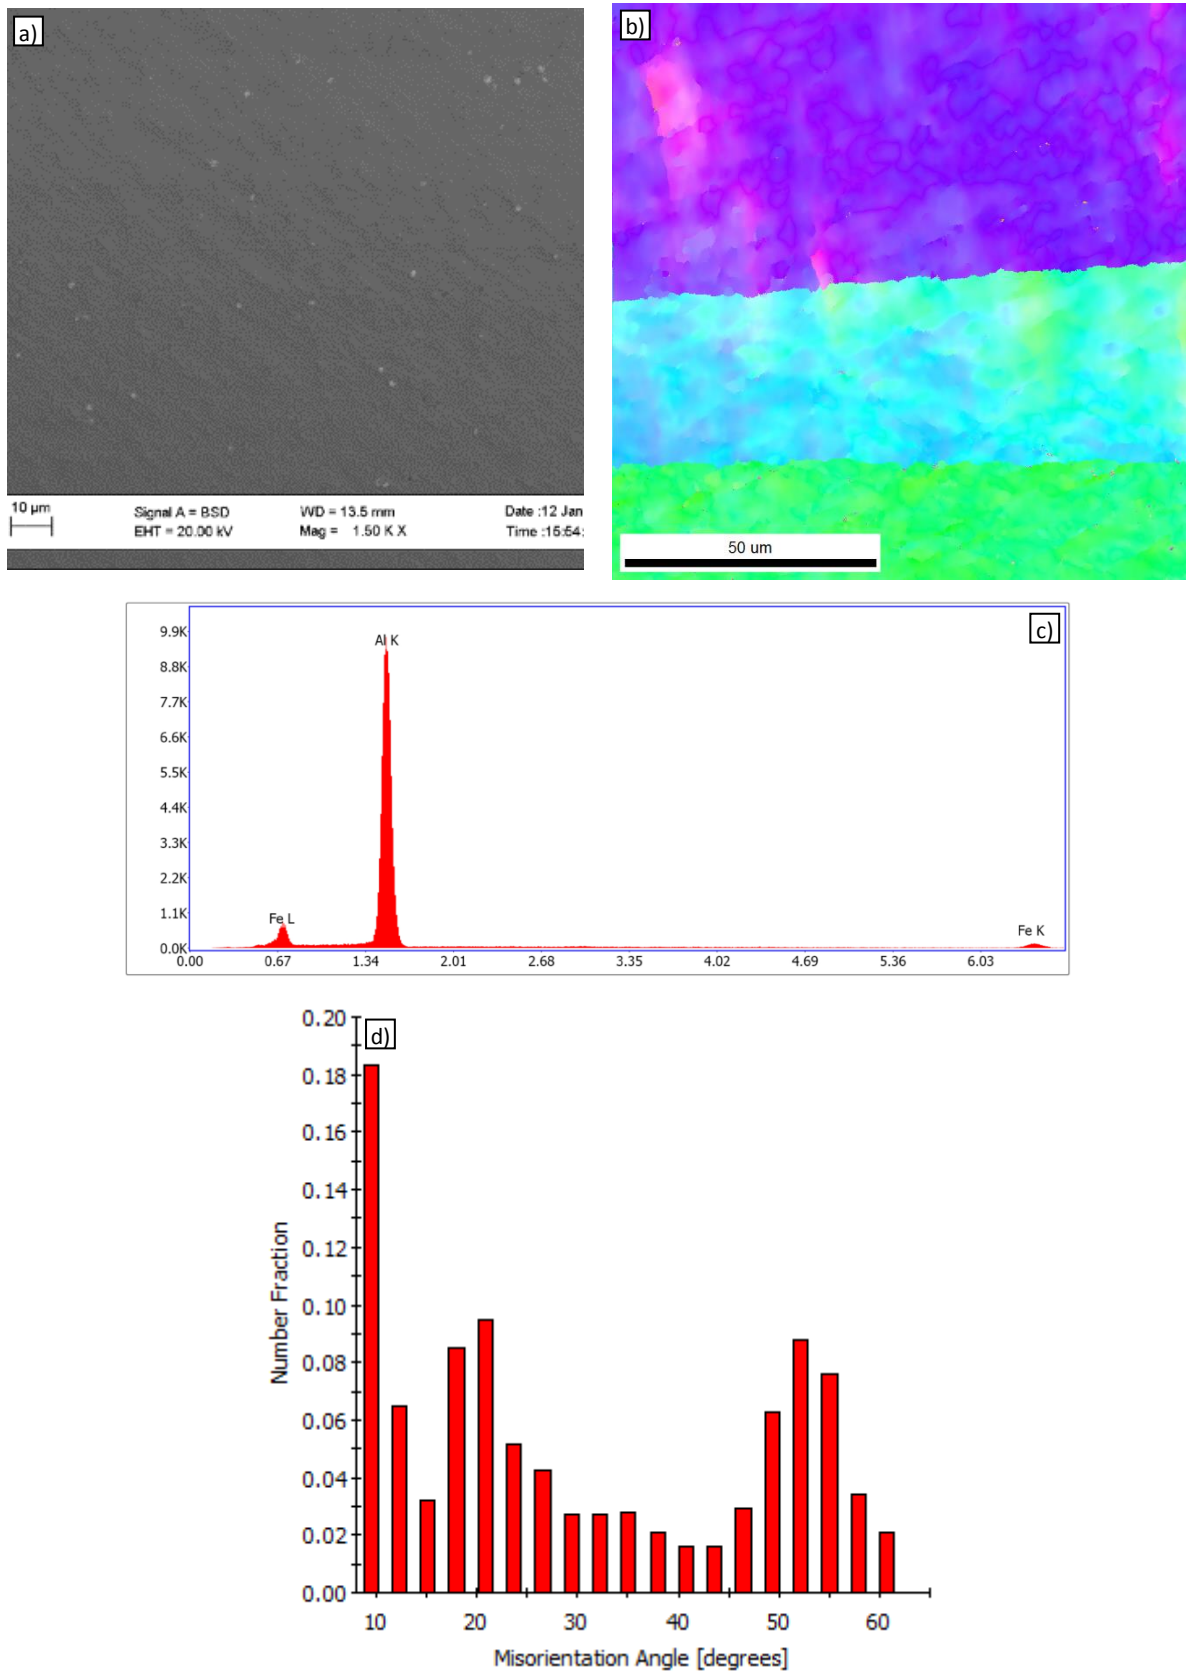 a)
10 µm
Signal A = BSD
WD = 13.5 mm
Date :12 Jan
EHT = 20.00 kV
Mag = 1.50 K X
Time :15:54:
b)
50 um
c)
9.9K
8.8K
7.7K
6.6K
5.5K
4.4K
3.3K
2.2K
1.1K
0.0K
Al K
Fe L
Fe K
0.00 0.67 1.34 2.01 2.68 3.35 4.02 4.69 5.36 6.03
d)
0.20
0.18
0.16
0.14
0.12
0.10
0.08
0.06
0.04
0.02
0.00
Number Fraction
10 20 30 40 50 60
Misorientation Angle [degrees]